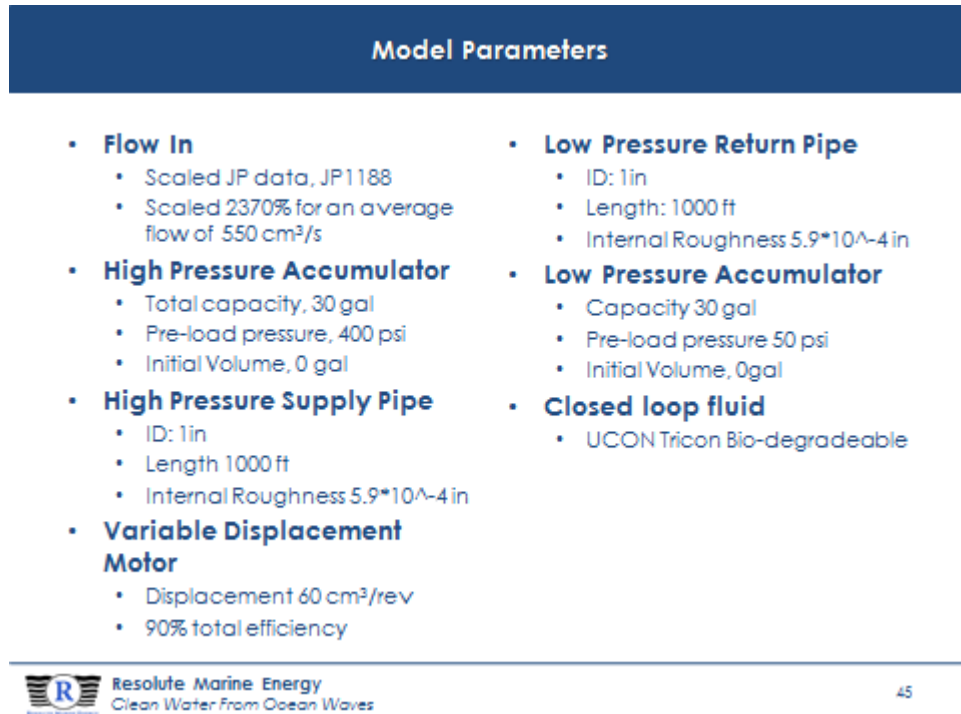 Model Parameters
• Flow In
• Scaled JP data, JP1188
• Scaled 2370% for an average
flow of 550 cm³/s
• High Pressure Accumulator
• Total capacity, 30 gal
• Pre-load pressure, 400 psi
• Initial Volume, 0 gal
• High Pressure Supply Pipe
• ID: 1in
• Length 1000 ft
• Internal Roughness 5.9*10^-4 in
• Variable Displacement
Motor
• Displacement 60 cm³/rev
• 90% total efficiency
• Low Pressure Return Pipe
• ID: 1in
• Length: 1000 ft
• Internal Roughness 5.9*10^-4 in
• Low Pressure Accumulator
• Capacity 30 gal
• Pre-load pressure 50 psi
• Initial Volume, 0gal
• Closed loop fluid
• UCON Tricon Bio-degradeable
R
Resolute Marine Energy
Clean Water From Ocean Waves
45